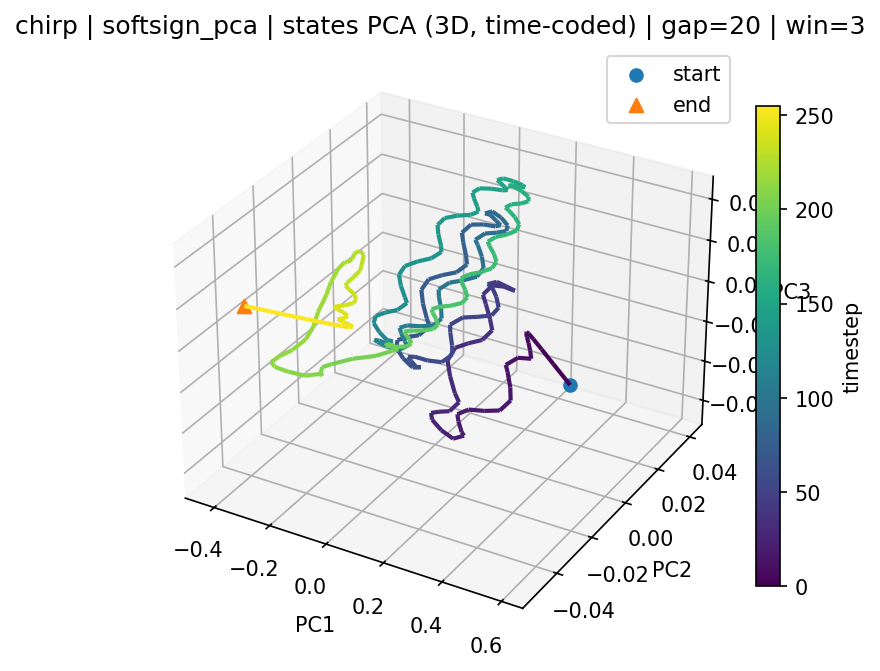 chirp | softsign_pca | states PCA (3D, time-coded) | gap=20 | win=3
start
end
250
200
150
100
50
0
timestep
PC3
0.04
0.02
0.00
−0.02
−0.04
PC2
−0.4
−0.2
0.0
0.2
0.4
0.6
PC1